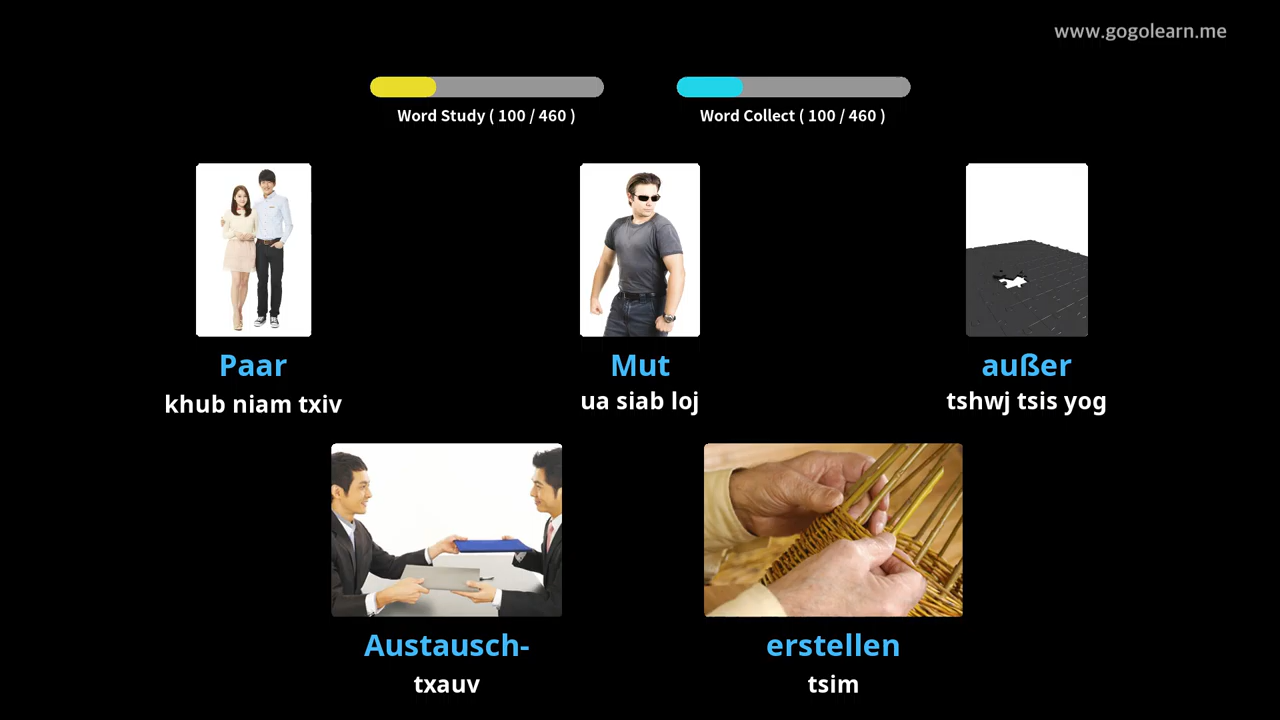 www.gogolearn.me
Word Study ( 100 / 460 )
Word Collect ( 100 / 460 )
Paar
khub niam txiv
Mut
ua siab loj
außer
tshwj tsis yog
Austausch-
txauv
erstellen
tsim